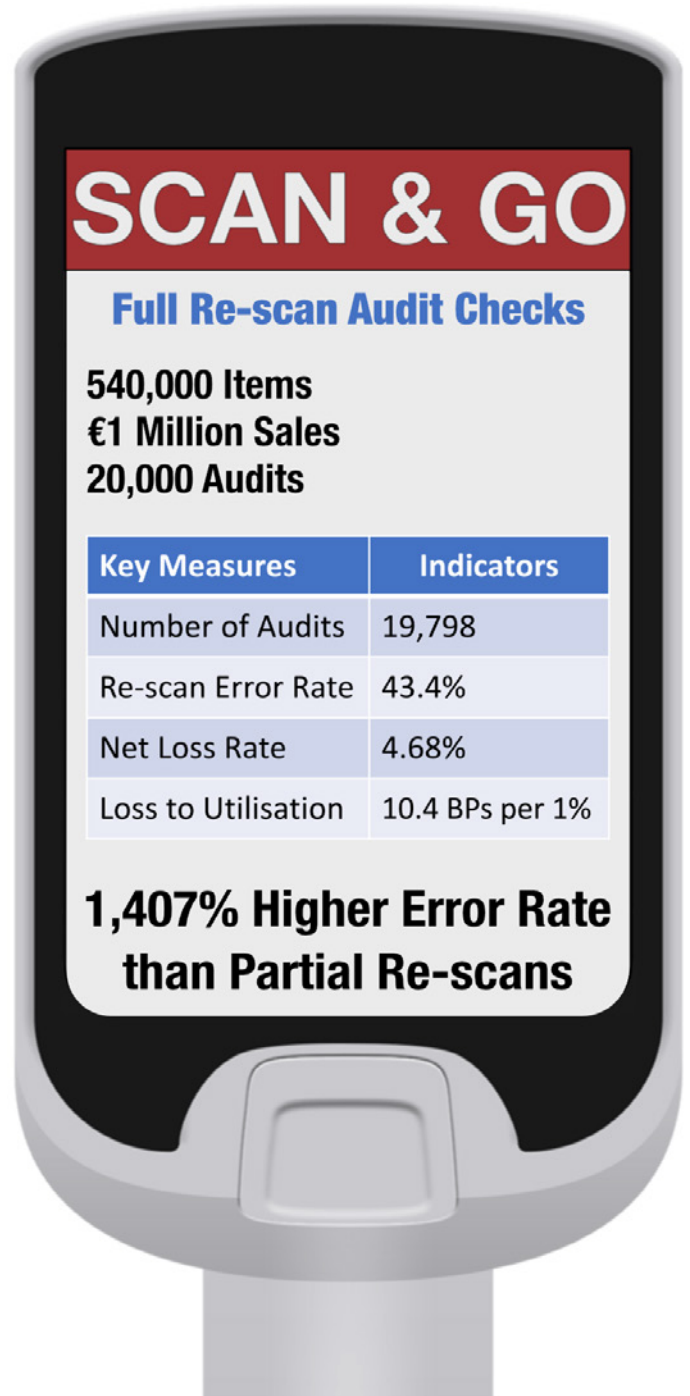 SCAN & GO
Full Re-scan Audit Checks
540,000 Items
€1 Million Sales
20,000 Audits
Key Measures Indicators
Number of Audits 19,798
Re-scan Error Rate 43.4%
Net Loss Rate 4.68%
Loss to Utilisation 10.4 BPs per 1%
1,407% Higher Error Rate
than Partial Re-scans